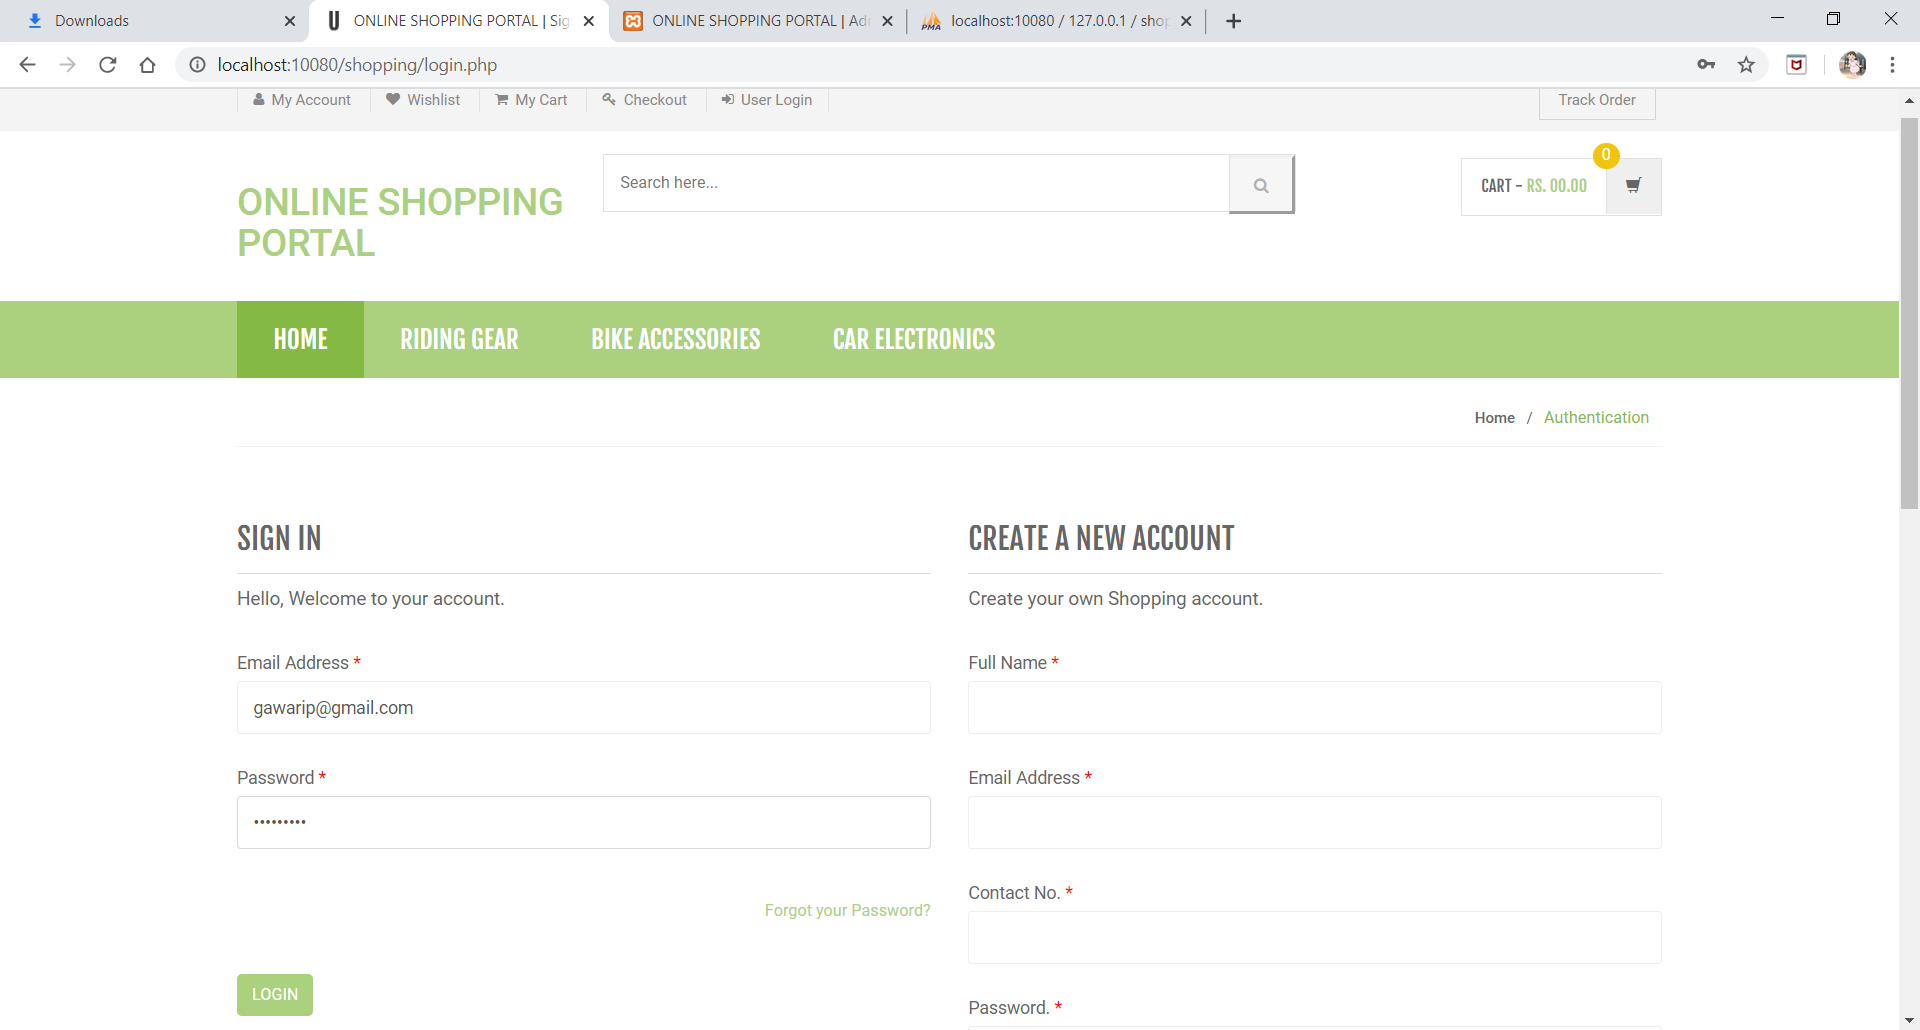 Downloads
ONLINE SHOPPING PORTAL | Sig
ONLINE SHOPPING PORTAL | Ad
localhost:10080 / 127.0.0.1 / shop
localhost:10080/shopping/login.php
My Account
Wishlist
My Cart
Checkout
User Login
Track Order
ONLINE SHOPPING
PORTAL
Search here...
CART - RS. 00.00
0
HOME
RIDING GEAR
BIKE ACCESSORIES
CAR ELECTRONICS
Home / Authentication
SIGN IN
Hello, Welcome to your account.
Email Address *
gawarip@gmail.com
Password *
•••••••••
Forgot your Password?
LOGIN
CREATE A NEW ACCOUNT
Create your own Shopping account.
Full Name *
Email Address *
Contact No. *
Password. *